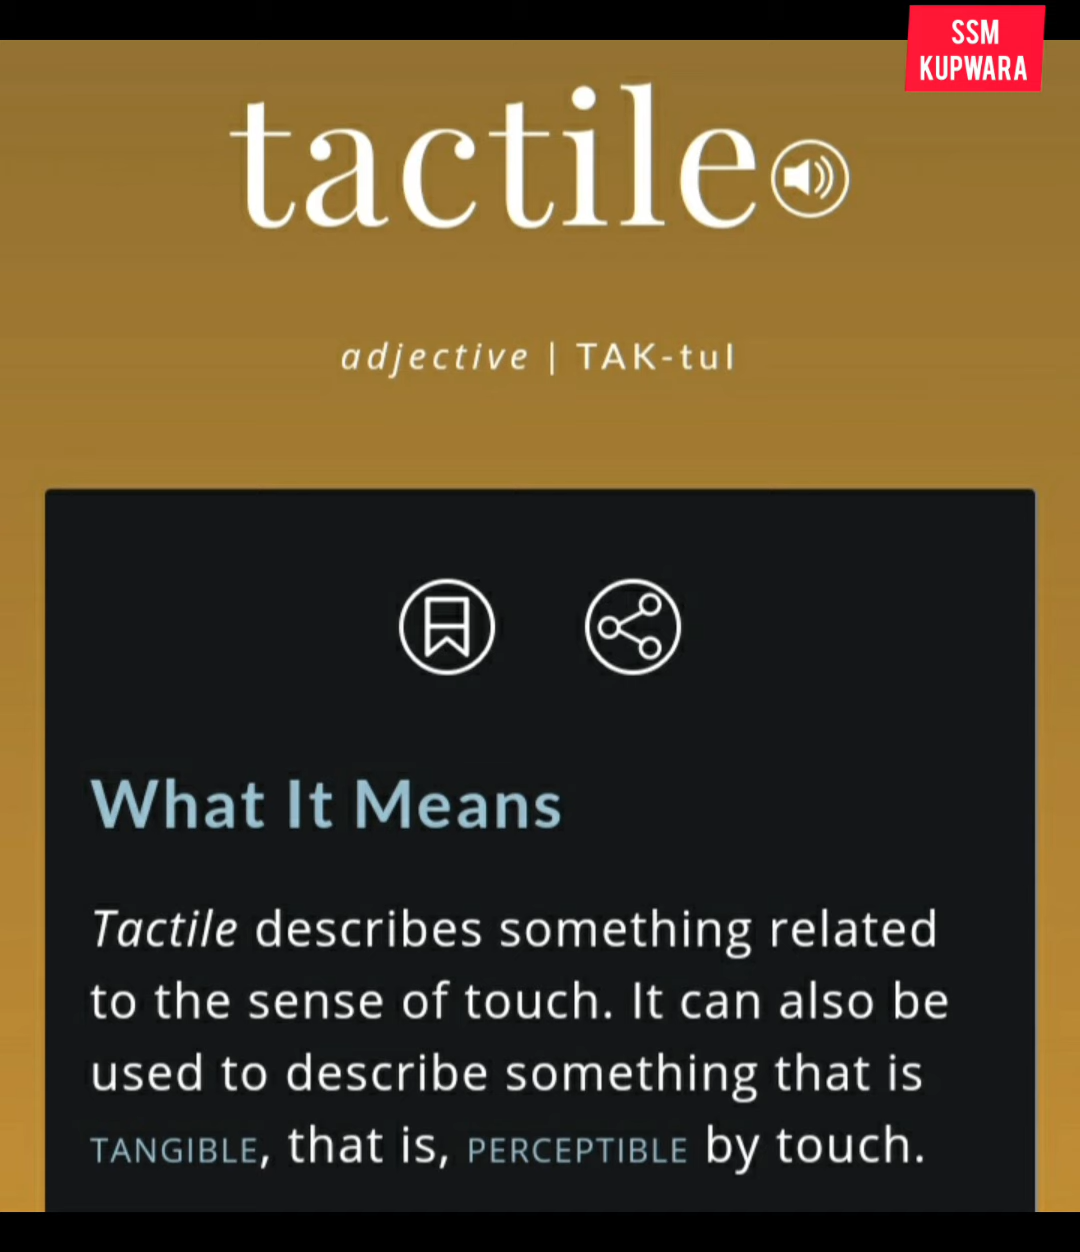 SSM
KUPWARA
tactile
adjective | TAK-tul
What It Means
Tactile describes something related
to the sense of touch. It can also be
used to describe something that is
TANGIBLE, that is, PERCEPTIBLE by touch.